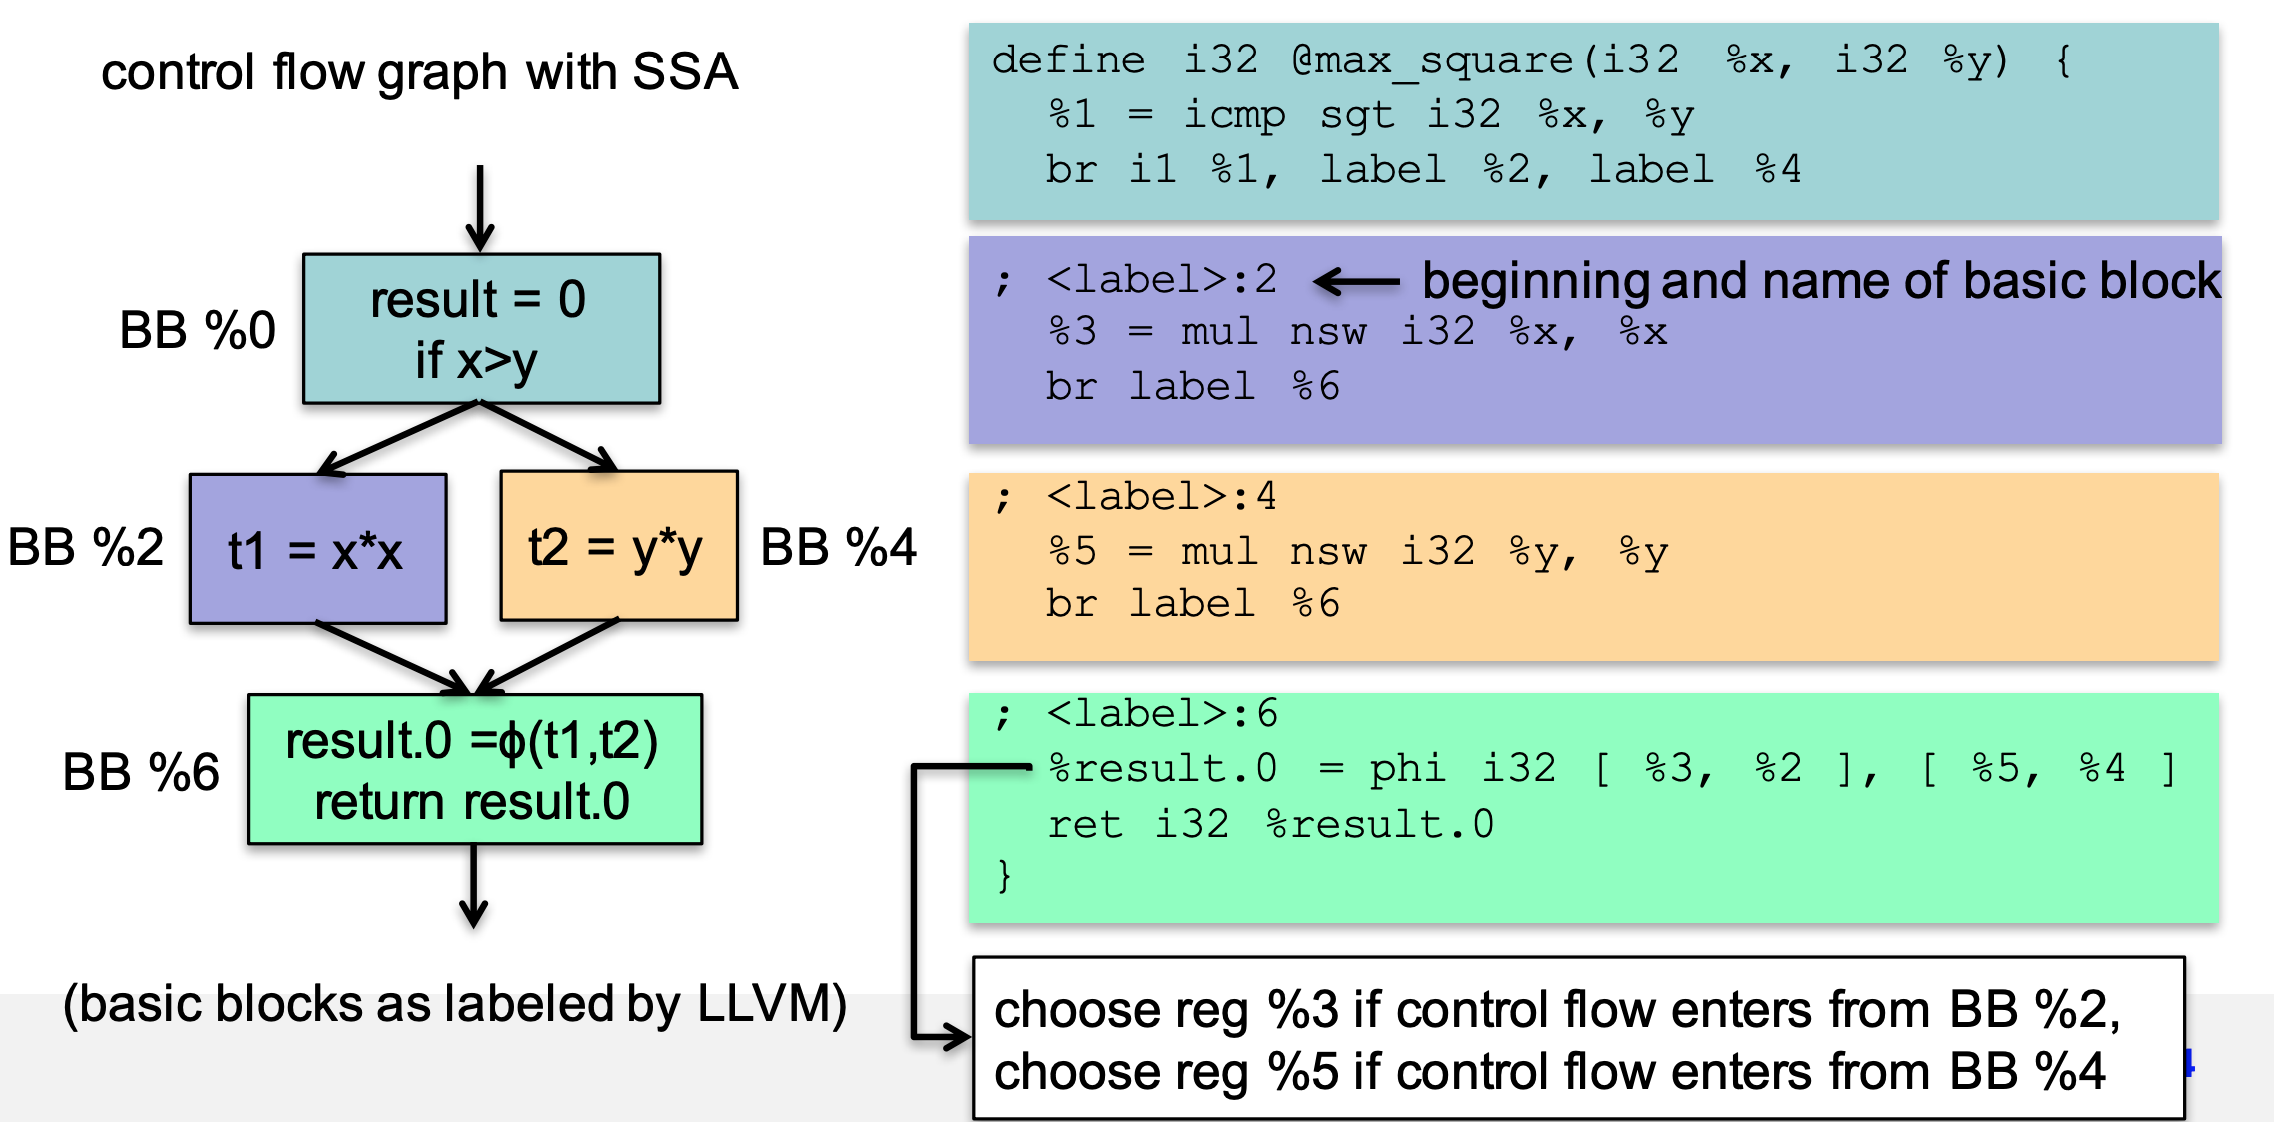 control flow graph with SSA
BB %0
result = 0
if x>y
BB %2
t1 = x*x
t2 = y*y
BB %4
BB %6
result.0 =ϕ(t1,t2)
return result.0
(basic blocks as labeled by LLVM)
define i32 @max_square(i32 %x, i32 %y) {
%1 = icmp sgt i32 %x, %y
br i1 %1, label %2, label %4
; <label>:2 beginning and name of basic block
%3 = mul nsw i32 %x, %x
br label %6
; <label>:4
%5 = mul nsw i32 %y, %y
br label %6
; <label>:6
%result.0 = phi i32 [ %3, %2 ], [ %5, %4 ]
ret i32 %result.0
}
choose reg %3 if control flow enters from BB %2,
choose reg %5 if control flow enters from BB %4